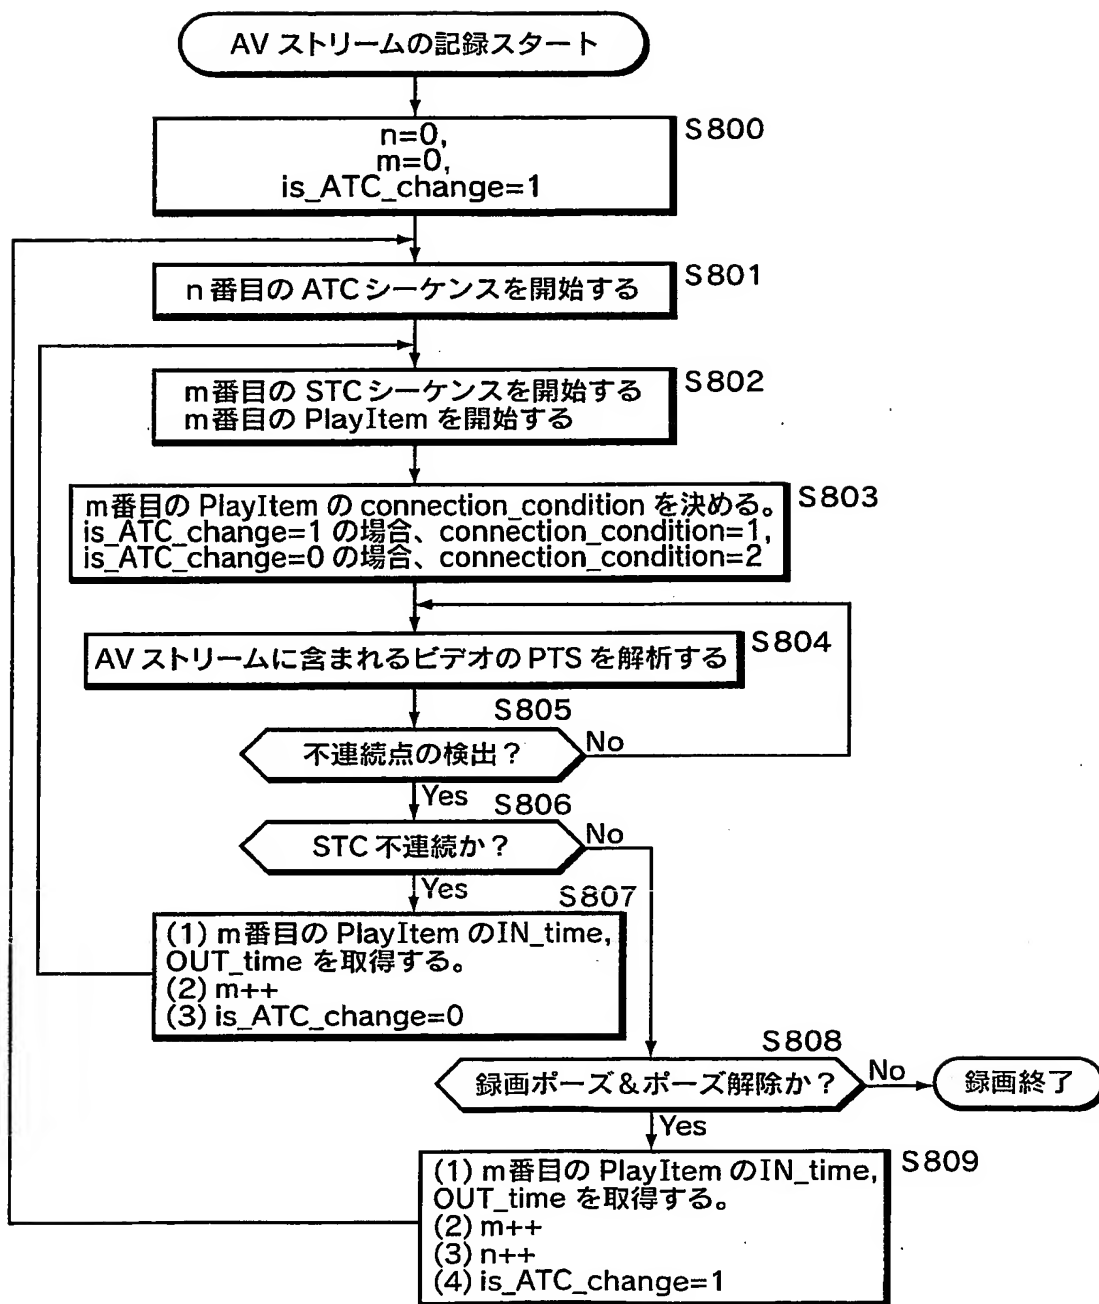 AV ストリームの記録スタート
n=0,
m=0,
is_ATC_change=1
S800
n番目の ATCシーケンスを開始する
S801
m番目の STCシーケンスを開始する
m番目の PlayItem を開始する
S802
m番目の PlayItem の connection_condition を決める。
is_ATC_change=1 の場合、connection_condition=1,
is_ATC_change=0 の場合、connection_condition=2
S803
AVストリームに含まれるビデオの PTS を解析する
S804
S805
不連続点の検出?
No
Yes
S806
STC 不連続か?
No
Yes
S807
(1) m番目の PlayItem のIN_time,
OUT_time を取得する。
(2) m++
(3) is_ATC_change=0
S808
録画ポーズ&ポーズ解除か?
No
録画終了
Yes
S809
(1) m番目の PlayItem のIN_time,
OUT_time を取得する。
(2) m++
(3) n++
(4) is_ATC_change=1